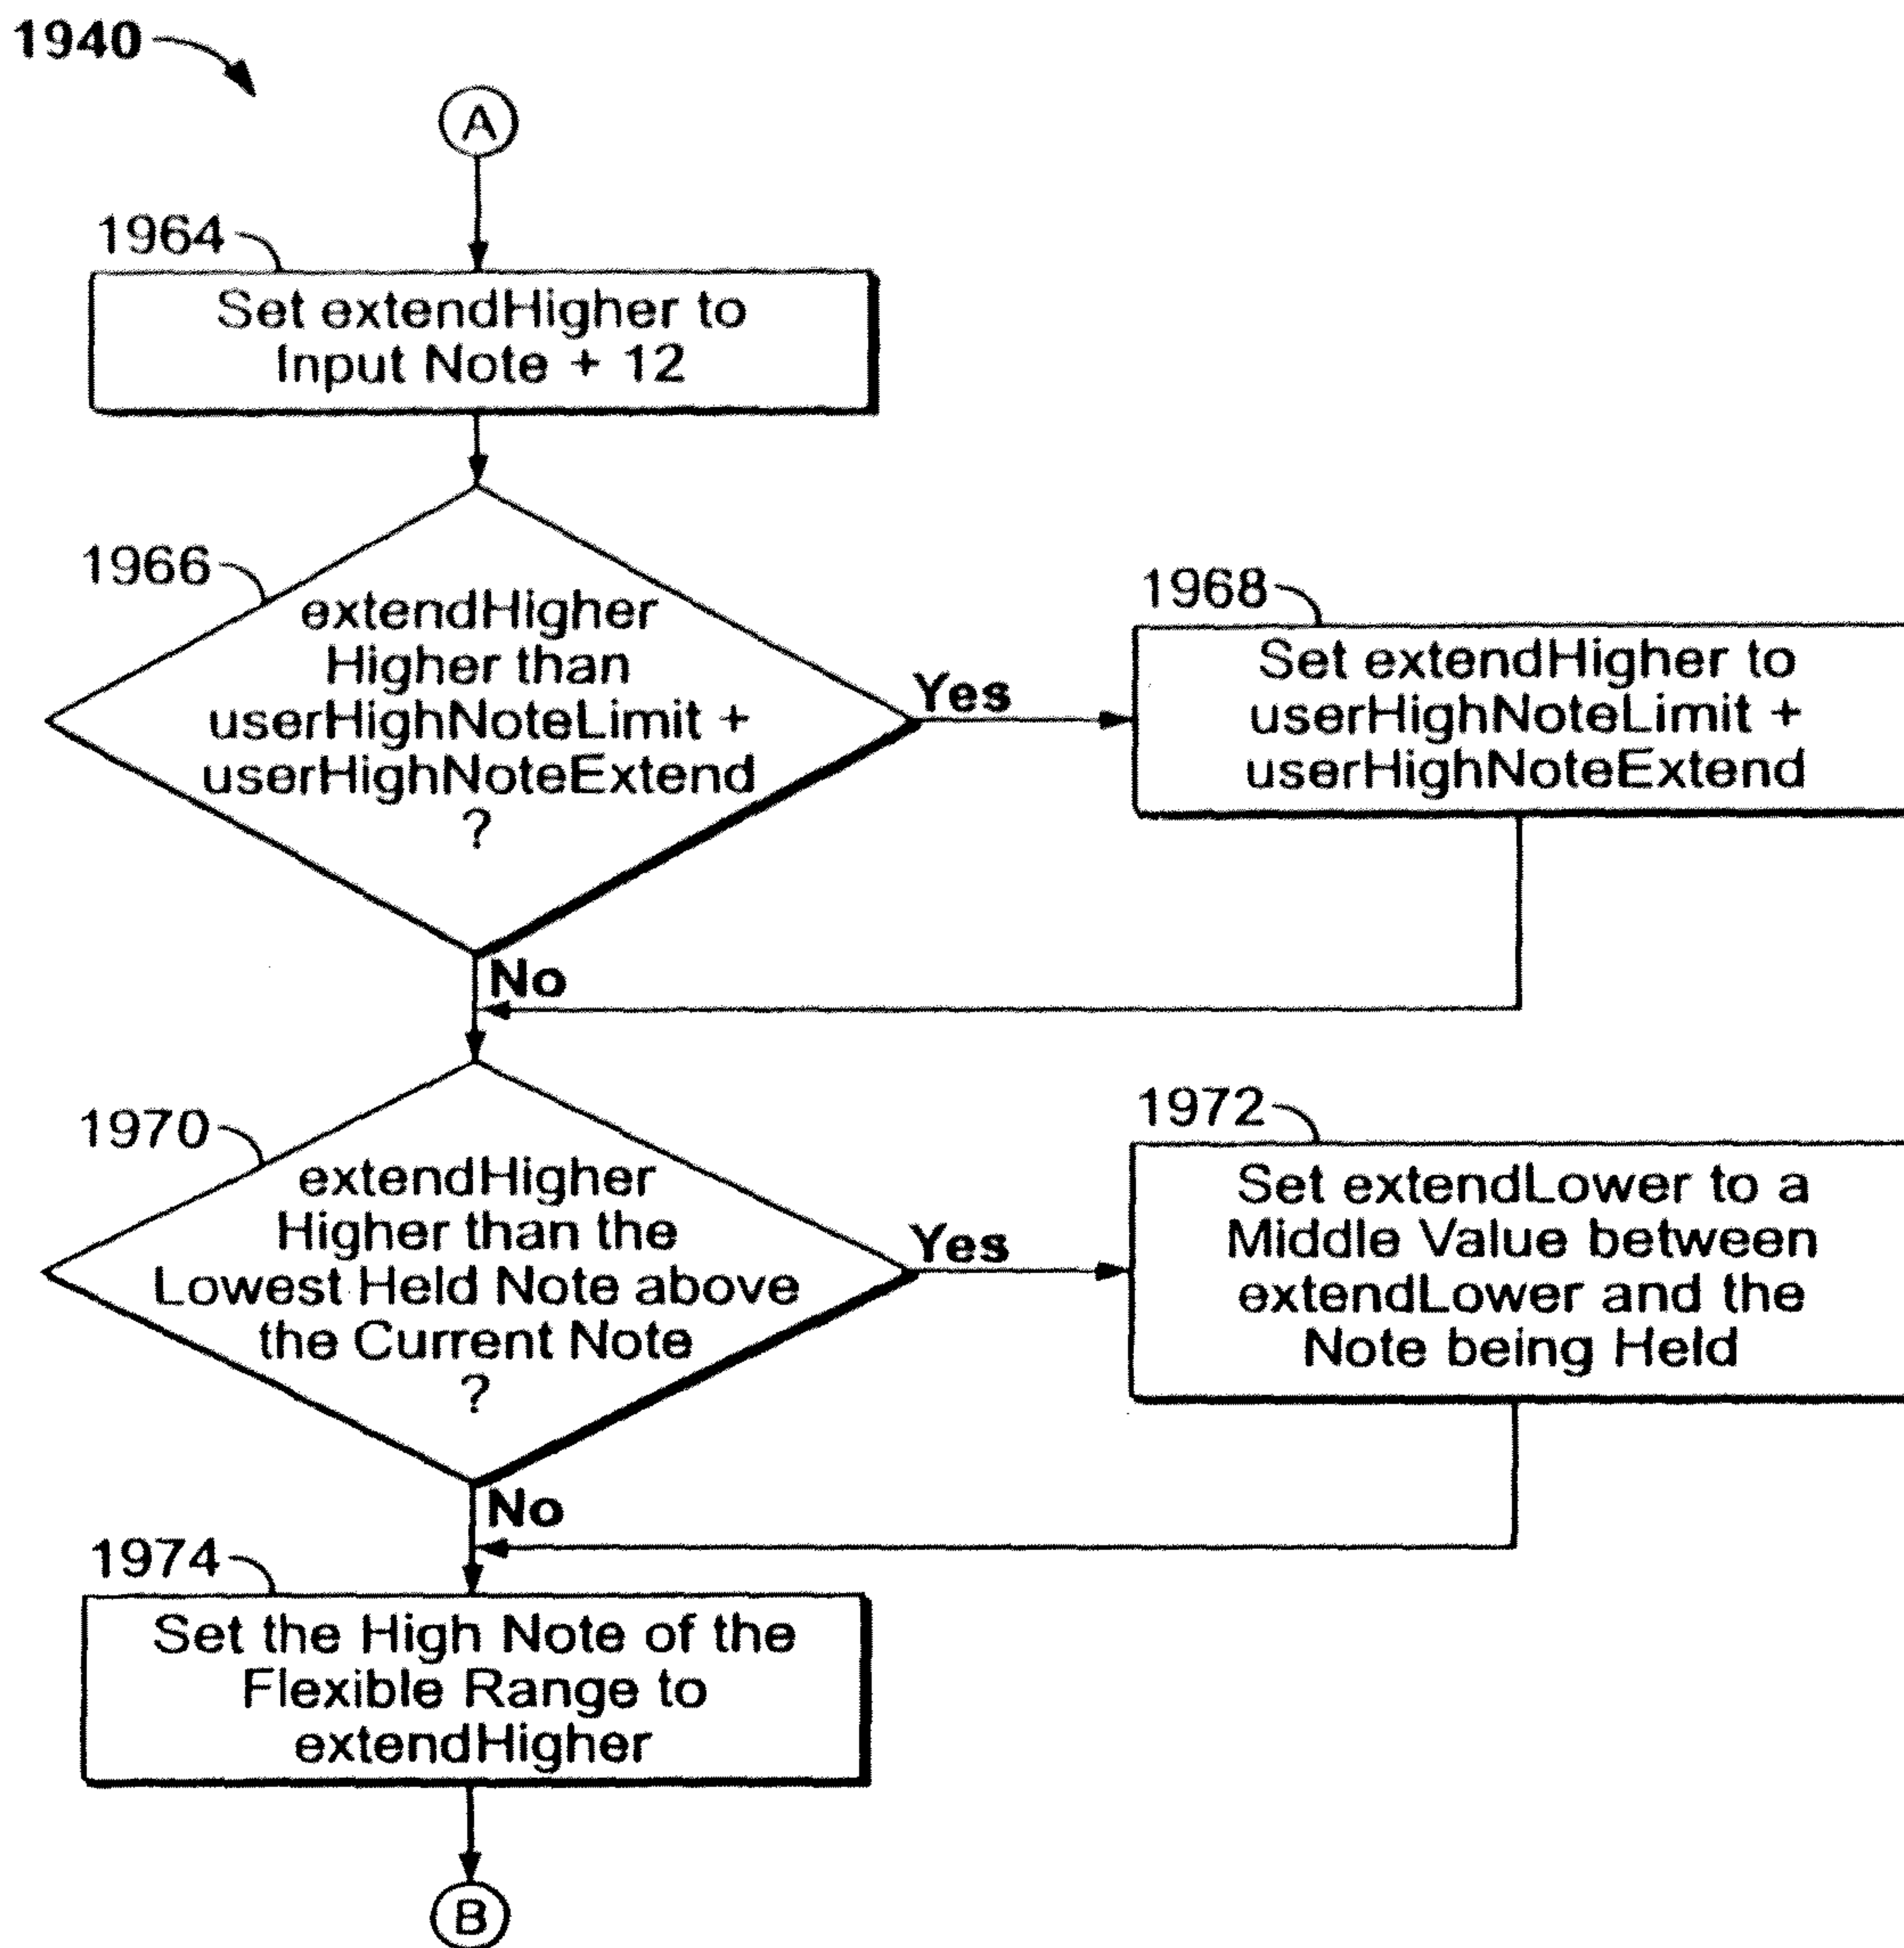 1940
A
1964
Set extendHigher to
Input Note + 12
1966
extendHigher
Higher than
userHighNoteLimit +
userHighNoteExtend
?
Yes
1968
Set extendHigher to
userHighNoteLimit +
userHighNoteExtend
No
1970
extendHigher
Higher than the
Lowest Held Note above
the Current Note
?
Yes
1972
Set extendLower to a
Middle Value between
extendLower and the
Note being Held
No
1974
Set the High Note of the
Flexible Range to
extendHigher
B